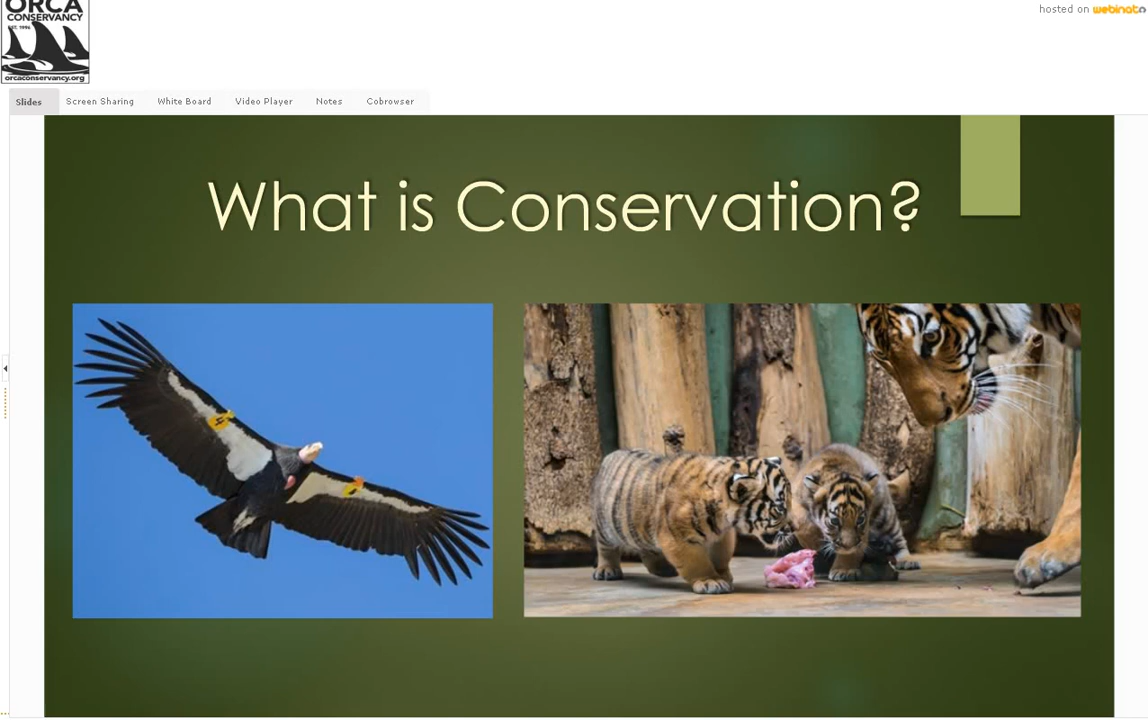 ORCA
CONSERVANCY
EST. 1996
orcaconservancy.org
hosted on webinato
Slides
Screen Sharing
White Board
Video Player
Notes
Cobrowser
What is Conservation?